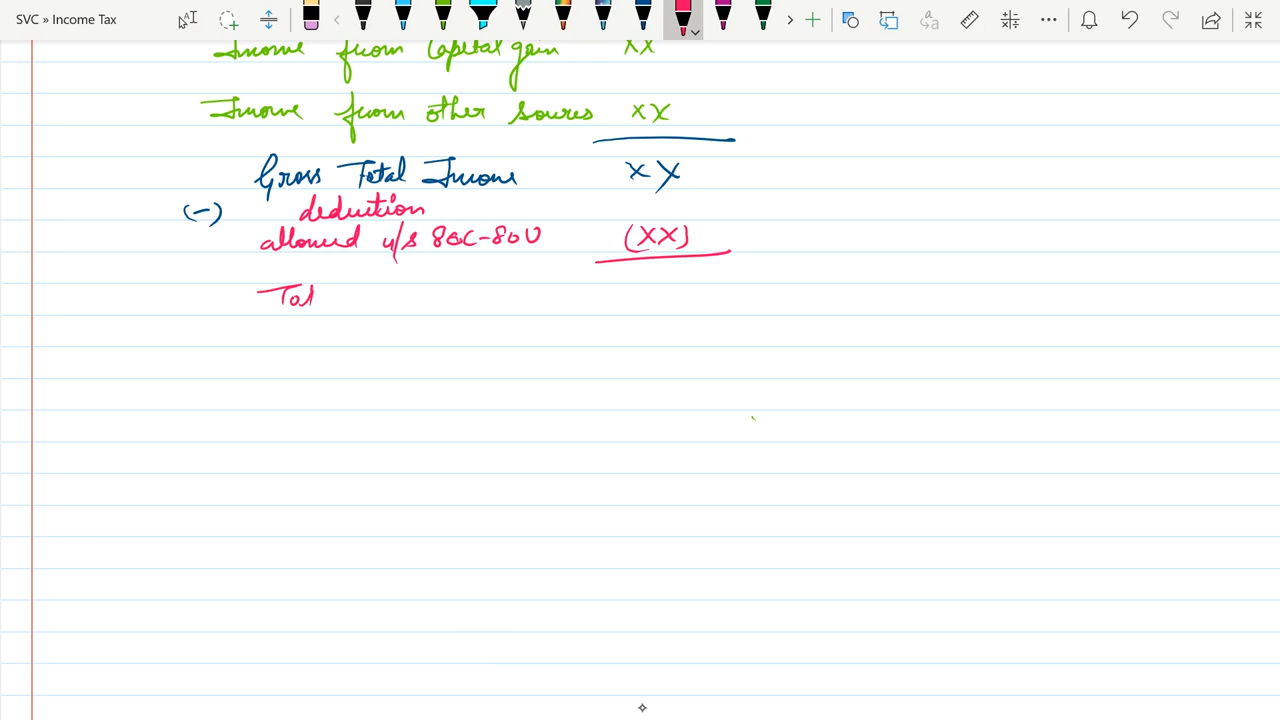 SVC » Income Tax
Income from Capital gain XX
Income from other soures XX
Gross Total Income XX
(-) deduction
allowed u/s 80C-80U (XX)
Tot